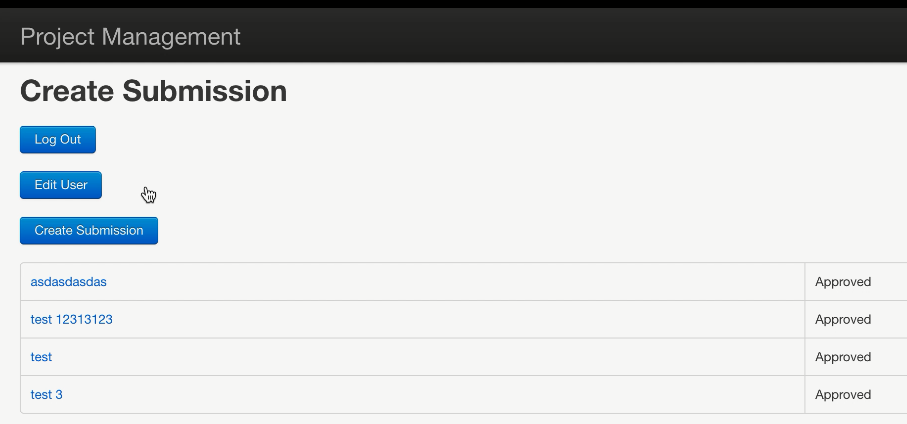 Project Management
Create Submission
Log Out
Edit User
Create Submission
asdasdasdas Approved
test 12313123 Approved
test Approved
test 3 Approved